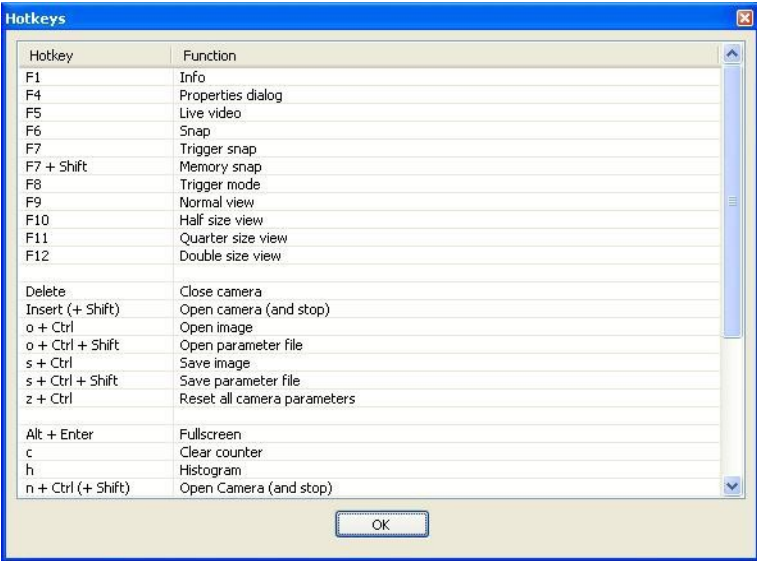 Hotkeys
Hotkey Function
F1 Info
F4 Properties dialog
F5 Live video
F6 Snap
F7 Trigger snap
F7 + Shift Memory snap
F8 Trigger mode
F9 Normal view
F10 Half size view
F11 Quarter size view
F12 Double size view
Delete Close camera
Insert (+ Shift) Open camera (and stop)
o + Ctrl Open image
o + Ctrl + Shift Open parameter file
s + Ctrl Save image
s + Ctrl + Shift Save parameter file
z + Ctrl Reset all camera parameters
Alt + Enter Fullscreen
c Clear counter
h Histogram
n + Ctrl (+ Shift) Open Camera (and stop)
OK